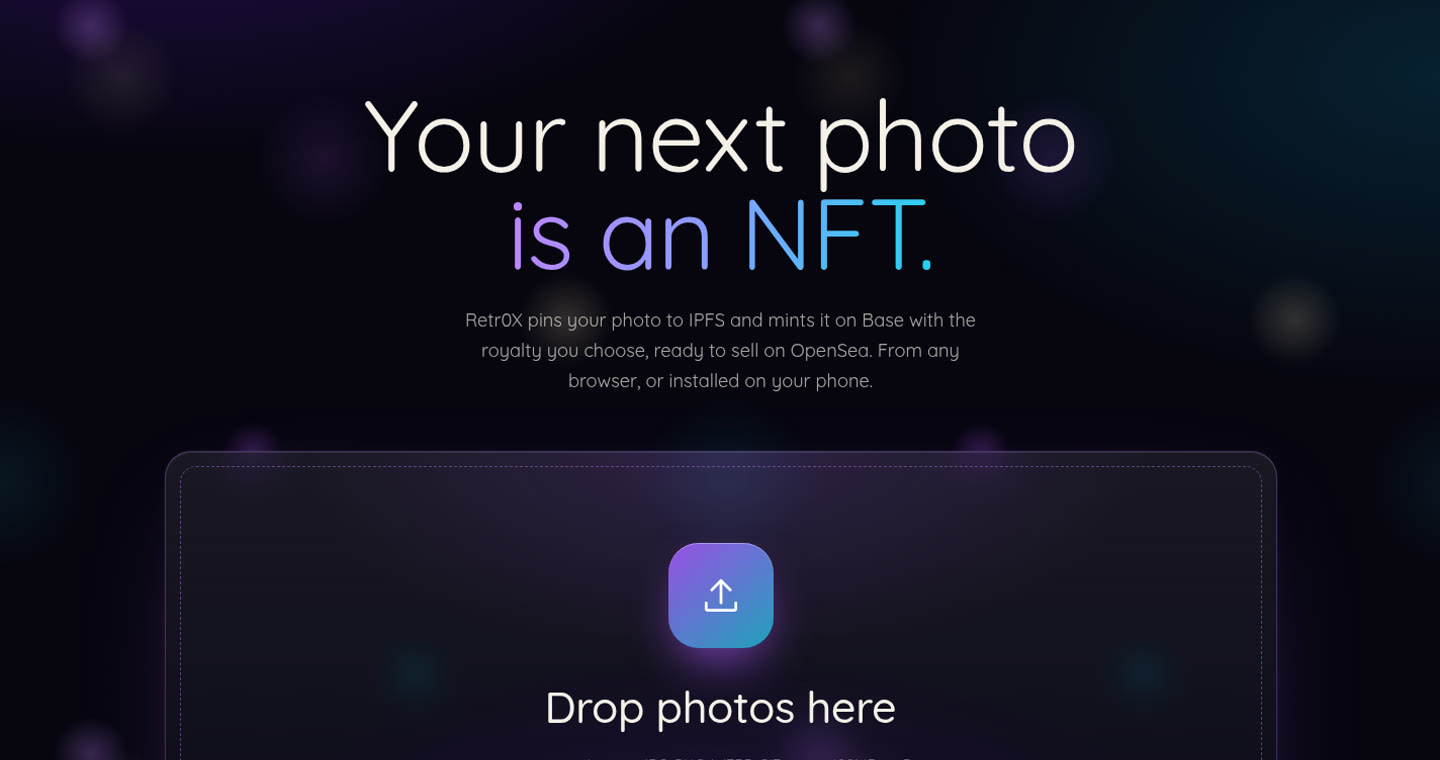 Your next photo
is an NFT.
Retr0X pins your photo to IPFS and mints it on Base with the
royalty you choose, ready to sell on OpenSea. From any
browser, or installed on your phone.
Drop photos here